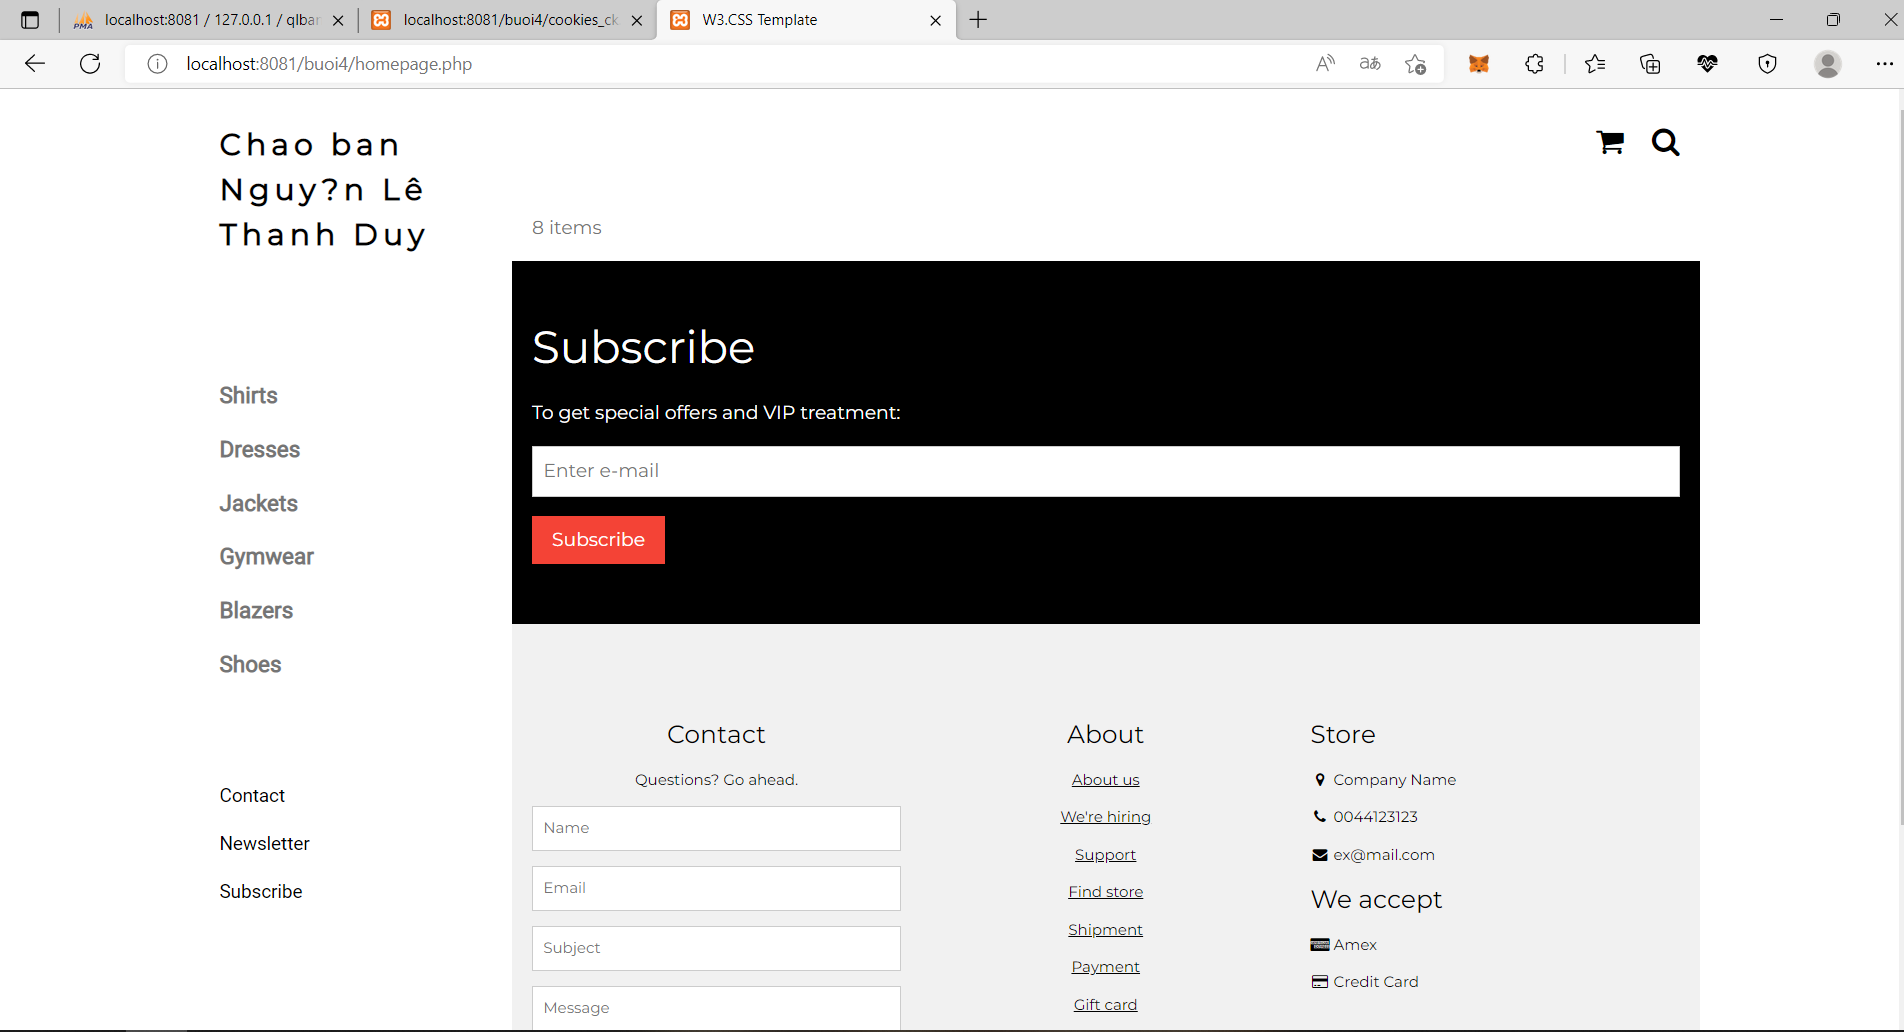 localhost:8081 / 127.0.0.1 / qlbar
localhost:8081/buoi4/cookies_ck
W3.CSS Template
localhost:8081/buoi4/homepage.php
Chao ban
Nguy?n Lê
Thanh Duy
8 items
Shirts
Dresses
Jackets
Gymwear
Blazers
Shoes
Contact
Newsletter
Subscribe
Subscribe
To get special offers and VIP treatment:
Enter e-mail
Subscribe
Contact
Questions? Go ahead.
Name
Email
Subject
Message
About
About us
We're hiring
Support
Find store
Shipment
Payment
Gift card
Store
Company Name
0044123123
ex@mail.com
We accept
Amex
Credit Card